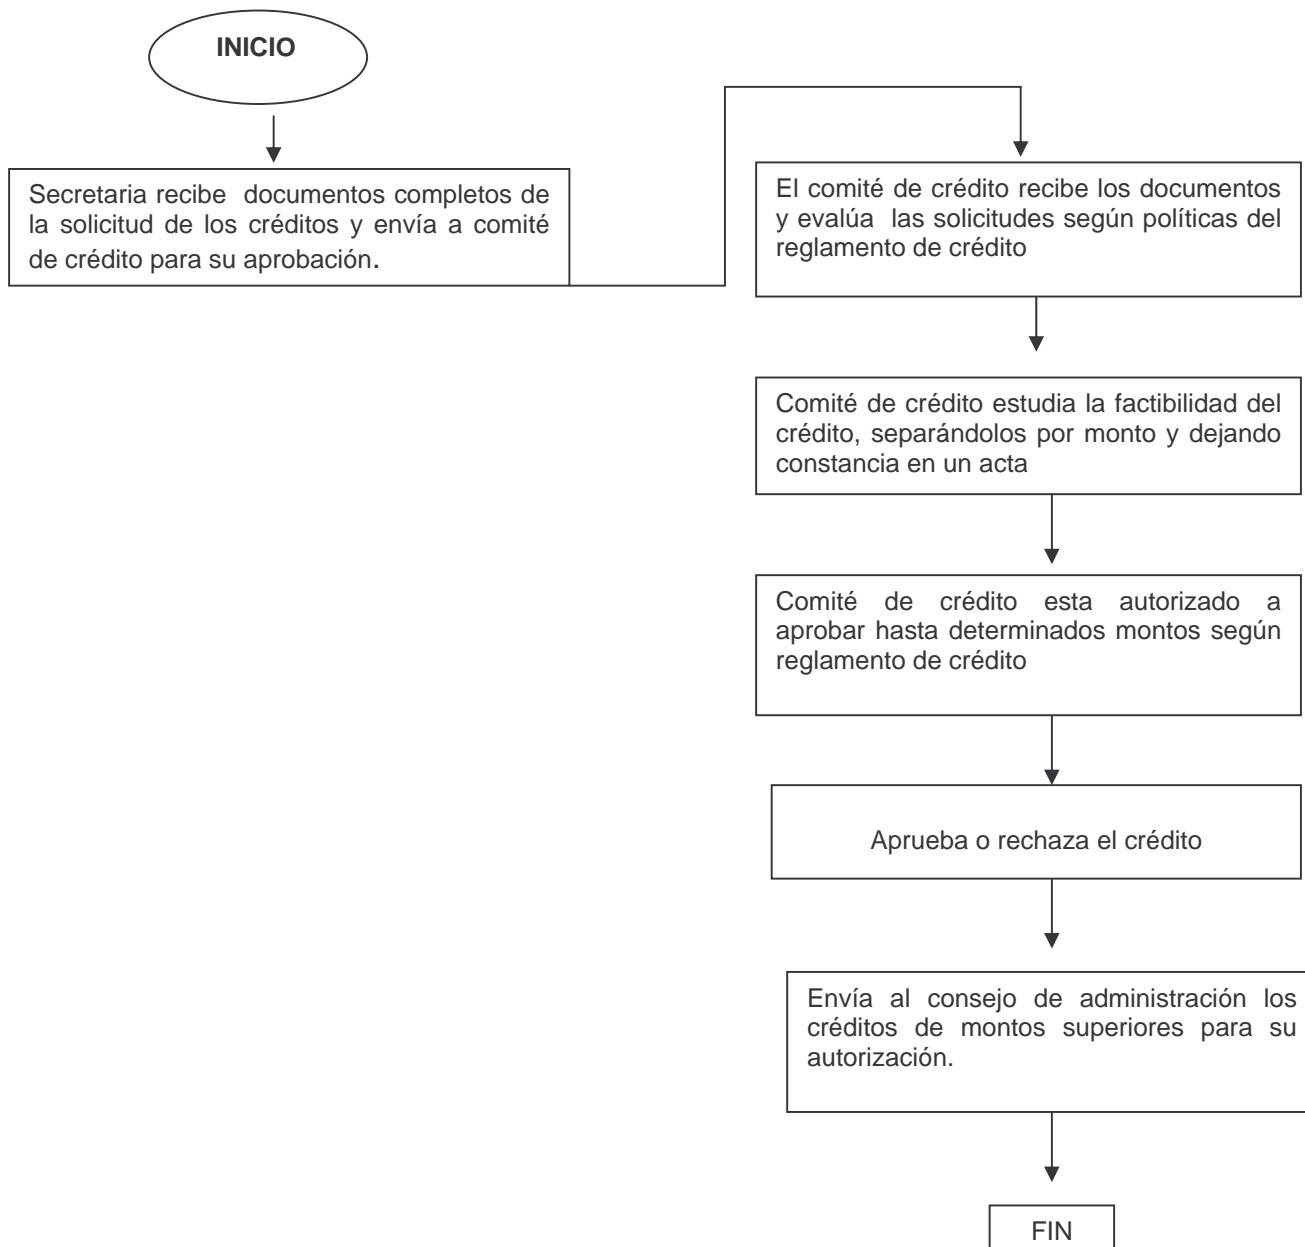 INICIO
Secretaria recibe documentos completos de
la solicitud de los créditos y envía a comité
de crédito para su aprobación.
El comité de crédito recibe los documentos
y evalúa las solicitudes según políticas del
reglamento de crédito
Comité de crédito estudia la factibilidad del
crédito, separándolos por monto y dejando
constancia en un acta
Comité de crédito esta autorizado a
aprobar hasta determinados montos según
reglamento de crédito
Aprueba o rechaza el crédito
Envía al consejo de administración los
créditos de montos superiores para su
autorización.
FIN